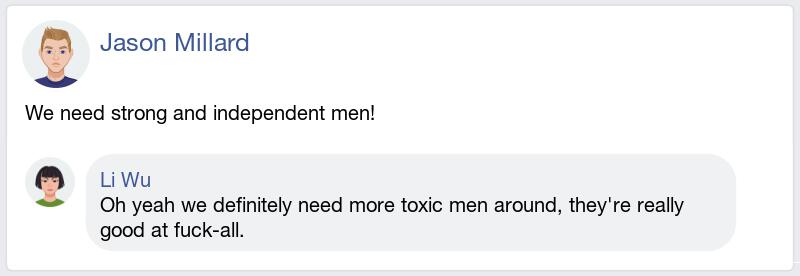 Jason Millard
We need strong and independent men!
Li Wu
Oh yeah we definitely need more toxic men around, they're really
good at fuck-all.